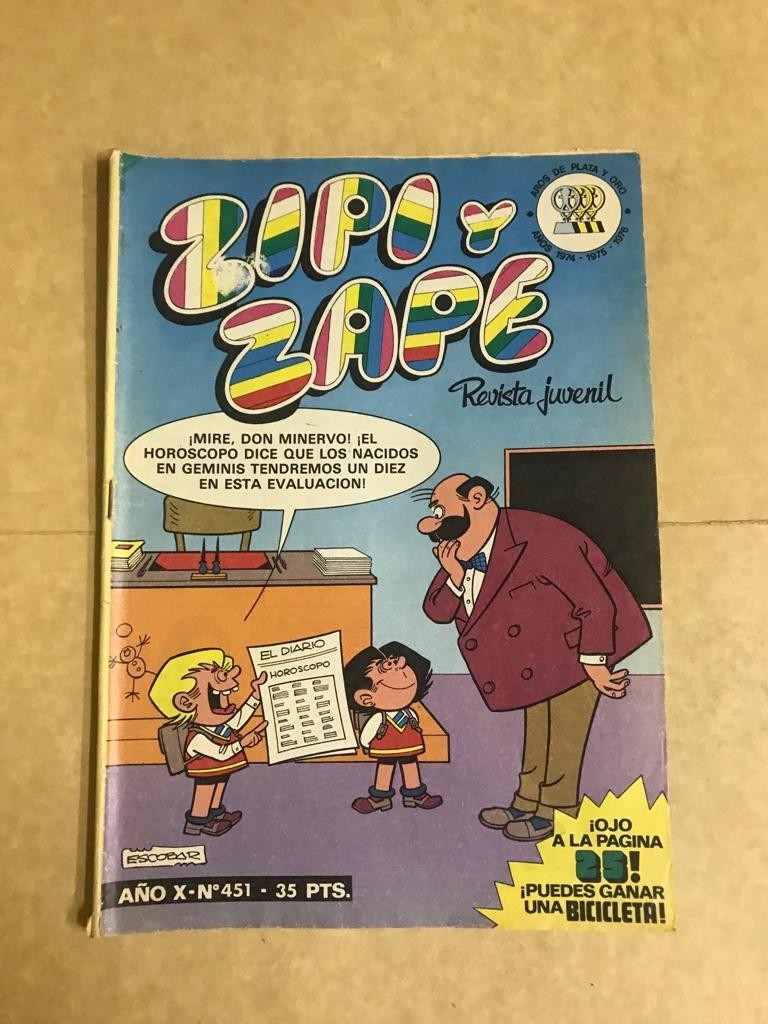 ZIPI Y
ZAPE
Revista juvenil
AROS DE PLATA Y ORO
AÑOS 1974 - 1975 - 1976
¡MIRE, DON MINERVO! ¡EL
HOROSCOPO DICE QUE LOS NACIDOS
EN GEMINIS TENDREMOS UN DIEZ
EN ESTA EVALUACION!
EL DIARIO
HOROSCOPO
ESCOBAR
AÑO X-Nº 451 - 35 PTS.
¡OJO
A LA PAGINA
25!
¡PUEDES GANAR
UNA BICICLETA!